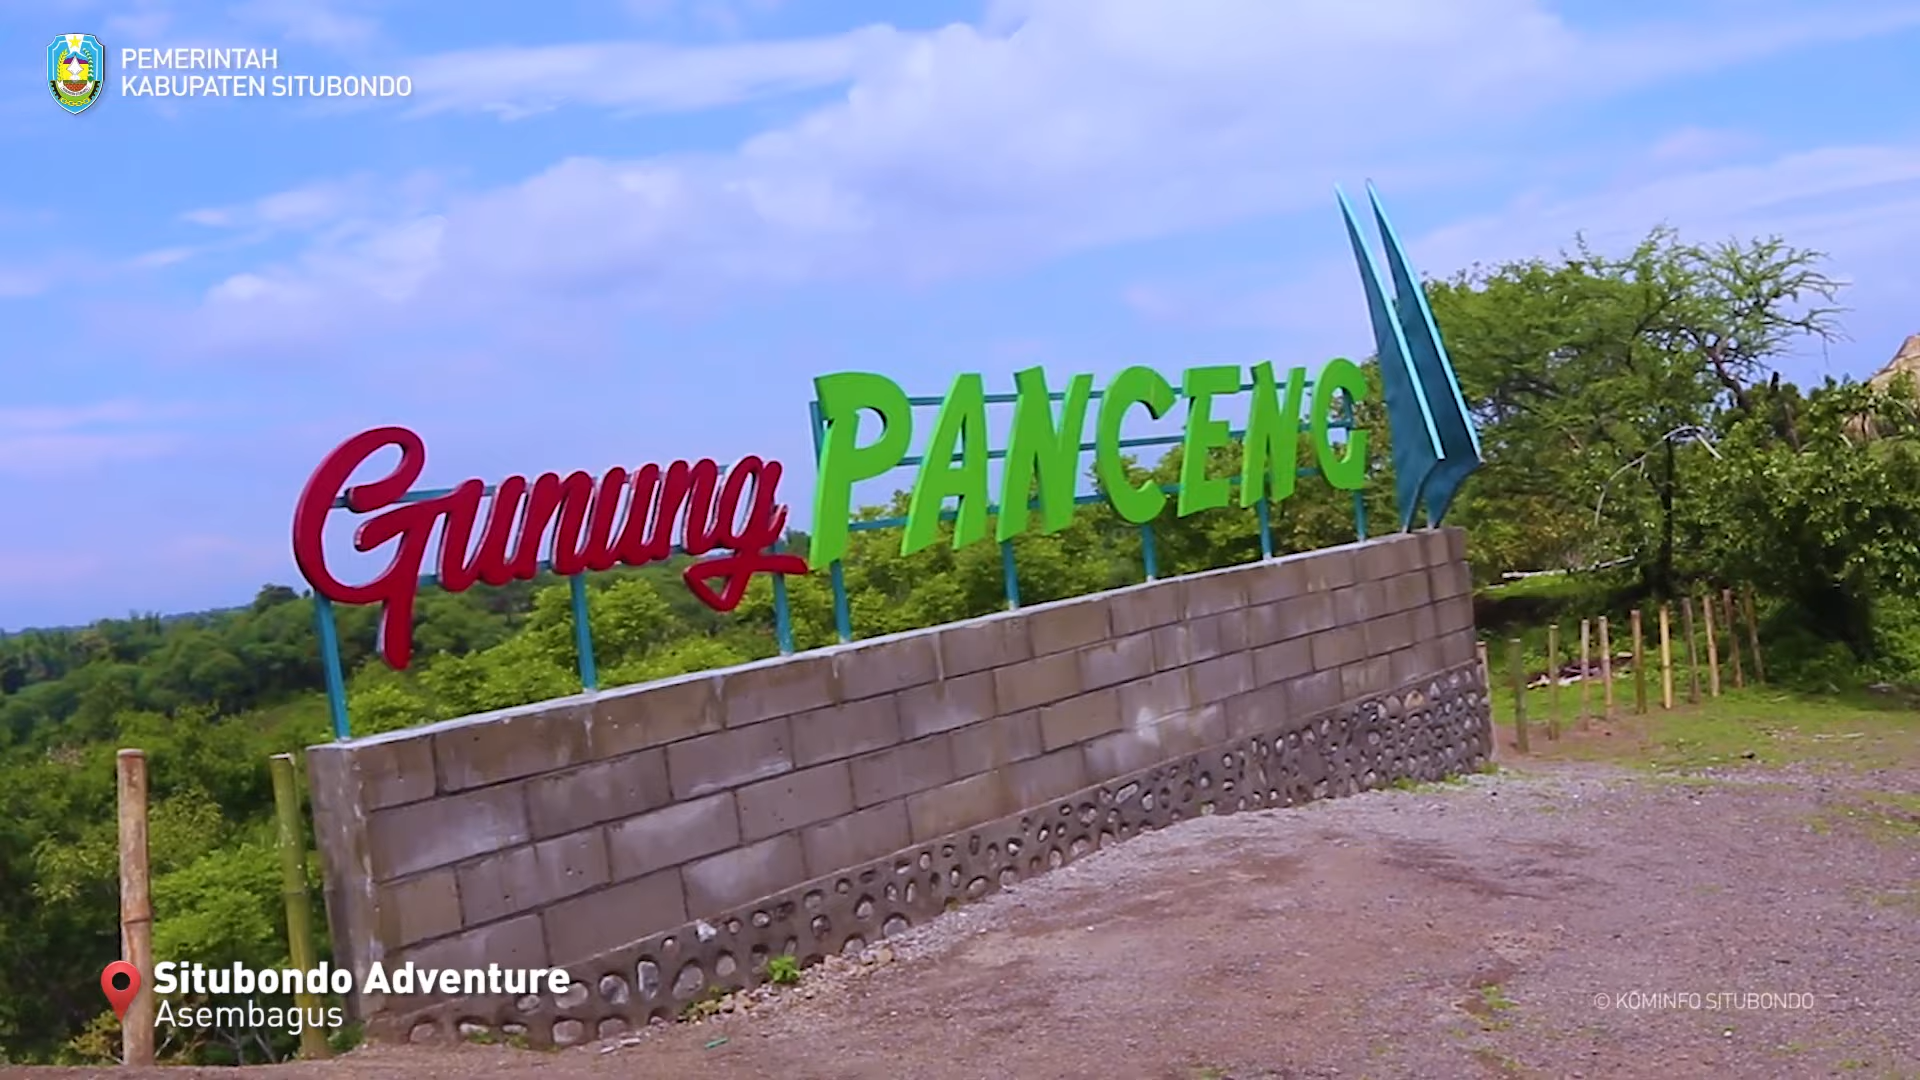 PEMERINTAH
KABUPATEN SITUBONDO
Gunung PANCENG
Situbondo Adventure
Asembagus
© KOMINFO SITUBONDO